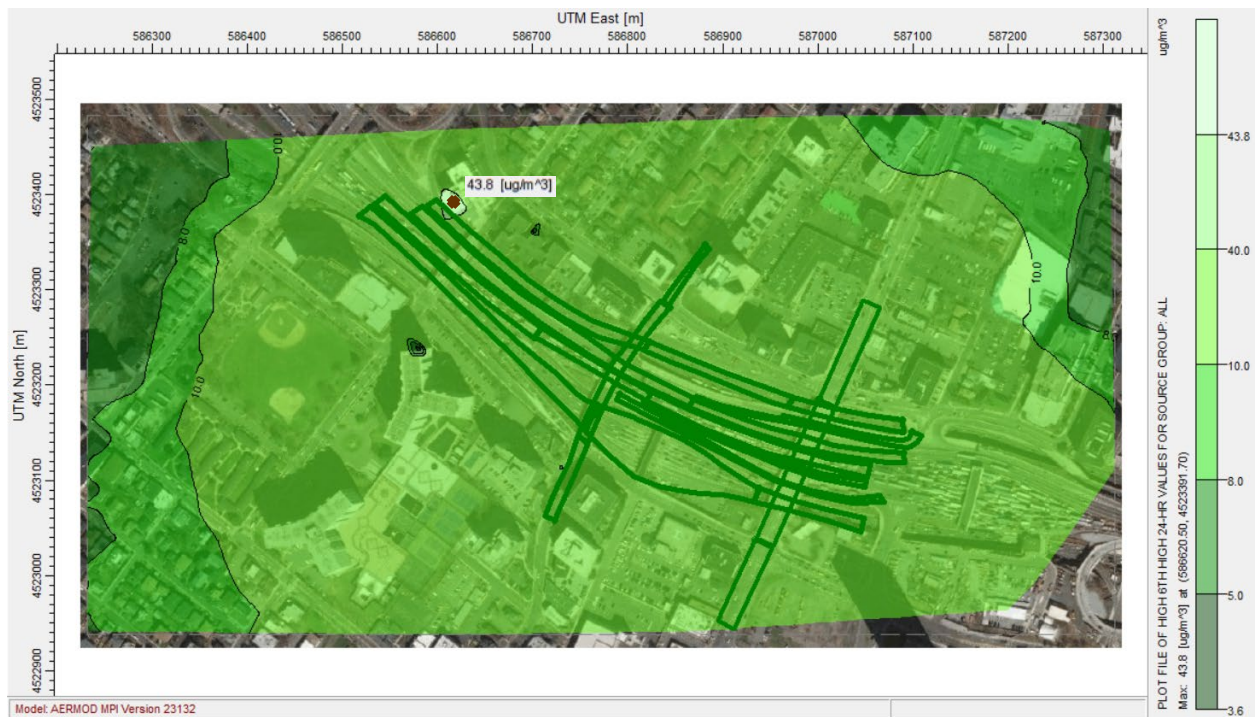 UTM East [m]
ug/m^3
586300 586400 586500 586600 586700 586800 586900 587000 587100 587200 587300
UTM North [m]
4523500
4523400
4523300
4523200
4523100
4523000
4522900
10.0
8.0
10.0
43.8 [ug/m^3]
10.0
43.8
40.0
10.0
8.0
5.0
3.6
PLOT FILE OF HIGH 6TH HIGH 24-HR VALUES FOR SOURCE GROUP: ALL
Max: 43.8 [ug/m^3] at (586620.50, 4523391.70)
Model: AERMOD MPI Version 23132